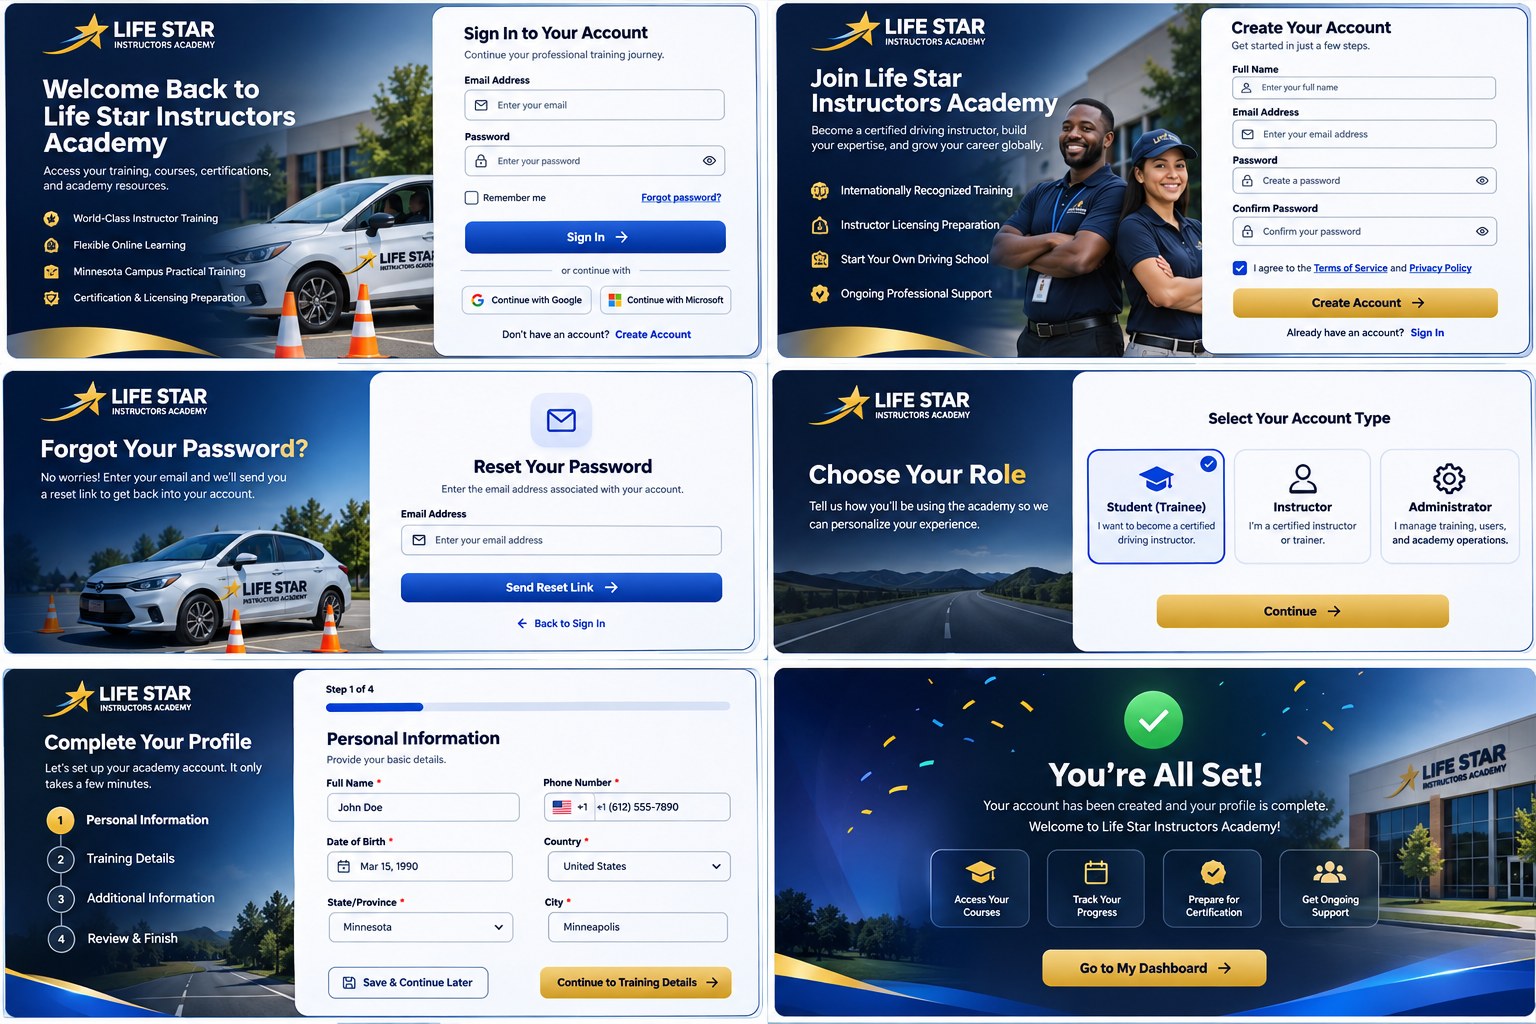 LIFE STAR
INSTRUCTORS ACADEMY
Welcome Back to
Life Star Instructors
Academy
Access your training, courses, certifications,
and academy resources.
World-Class Instructor Training
Flexible Online Learning
Minnesota Campus Practical Training
Certification & Licensing Preparation
LIFE STAR
INSTRUCTORS ACADEMY
Sign In to Your Account
Continue your professional training journey.
Email Address
Enter your email
Password
Enter your password
Remember me
Forgot password?
Sign In
or continue with
Continue with Google
Continue with Microsoft
Don't have an account? Create Account
LIFE STAR
INSTRUCTORS ACADEMY
Join Life Star
Instructors Academy
Become a certified driving instructor, build
your expertise, and grow your career globally.
Internationally Recognized Training
Instructor Licensing Preparation
Start Your Own Driving School
Ongoing Professional Support
Create Your Account
Get started in just a few steps.
Full Name
Enter your full name
Email Address
Enter your email address
Password
Create a password
Confirm Password
Confirm your password
I agree to the Terms of Service and Privacy Policy
Create Account
Already have an account? Sign In
LIFE STAR
INSTRUCTORS ACADEMY
Forgot Your Password?
No worries! Enter your email and we'll send you
a reset link to get back into your account.
LIFE STAR
INSTRUCTORS ACADEMY
Reset Your Password
Enter the email address associated with your account.
Email Address
Enter your email address
Send Reset Link
Back to Sign In
LIFE STAR
INSTRUCTORS ACADEMY
Choose Your Role
Tell us how you'll be using the academy so we
can personalize your experience.
Select Your Account Type
Student (Trainee)
I want to become a certified
driving instructor.
Instructor
I'm a certified instructor
or trainer.
Administrator
I manage training, users,
and academy operations.
Continue
LIFE STAR
INSTRUCTORS ACADEMY
Complete Your Profile
Let's set up your academy account. It only
takes a few minutes.
1 Personal Information
2 Training Details
3 Additional Information
4 Review & Finish
Step 1 of 4
Personal Information
Provide your basic details.
Full Name *
John Doe
Phone Number *
+1 +1 (612) 555-7890
Date of Birth *
Mar 15, 1990
Country *
United States
State/Province *
Minnesota
City *
Minneapolis
Save & Continue Later
Continue to Training Details
You're All Set!
Your account has been created and your profile is complete.
Welcome to Life Star Instructors Academy!
Access Your
Courses
Track Your
Progress
Prepare for
Certification
Get Ongoing
Support
Go to My Dashboard
LIFE STAR
INSTRUCTORS ACADEMY